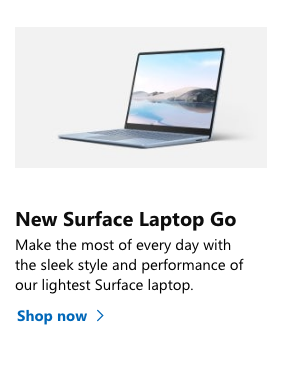 New Surface Laptop Go
Make the most of every day with
the sleek style and performance of
our lightest Surface laptop.
Shop now